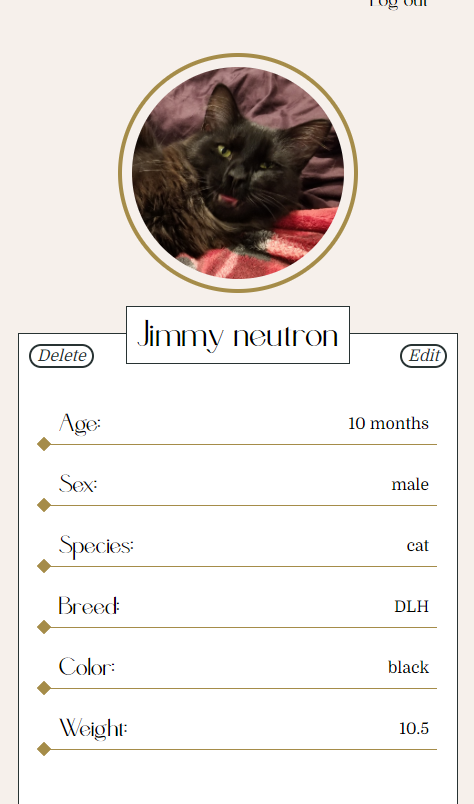 Log out
Jimmy neutron
Delete
Edit
Age: 10 months
Sex: male
Species: cat
Breed: DLH
Color: black
Weight: 10.5